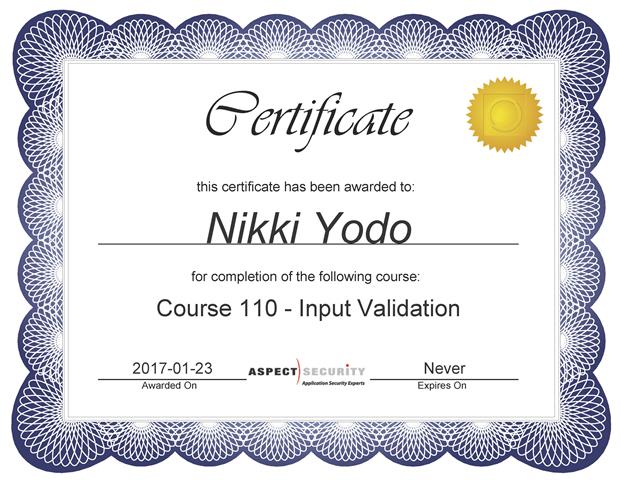 Certificate
this certificate has been awarded to:
Nikki Yodo
for completion of the following course:
Course 110 - Input Validation
2017-01-23
Awarded On
ASPECT SECURITY
Application Security Experts
Never
Expires On